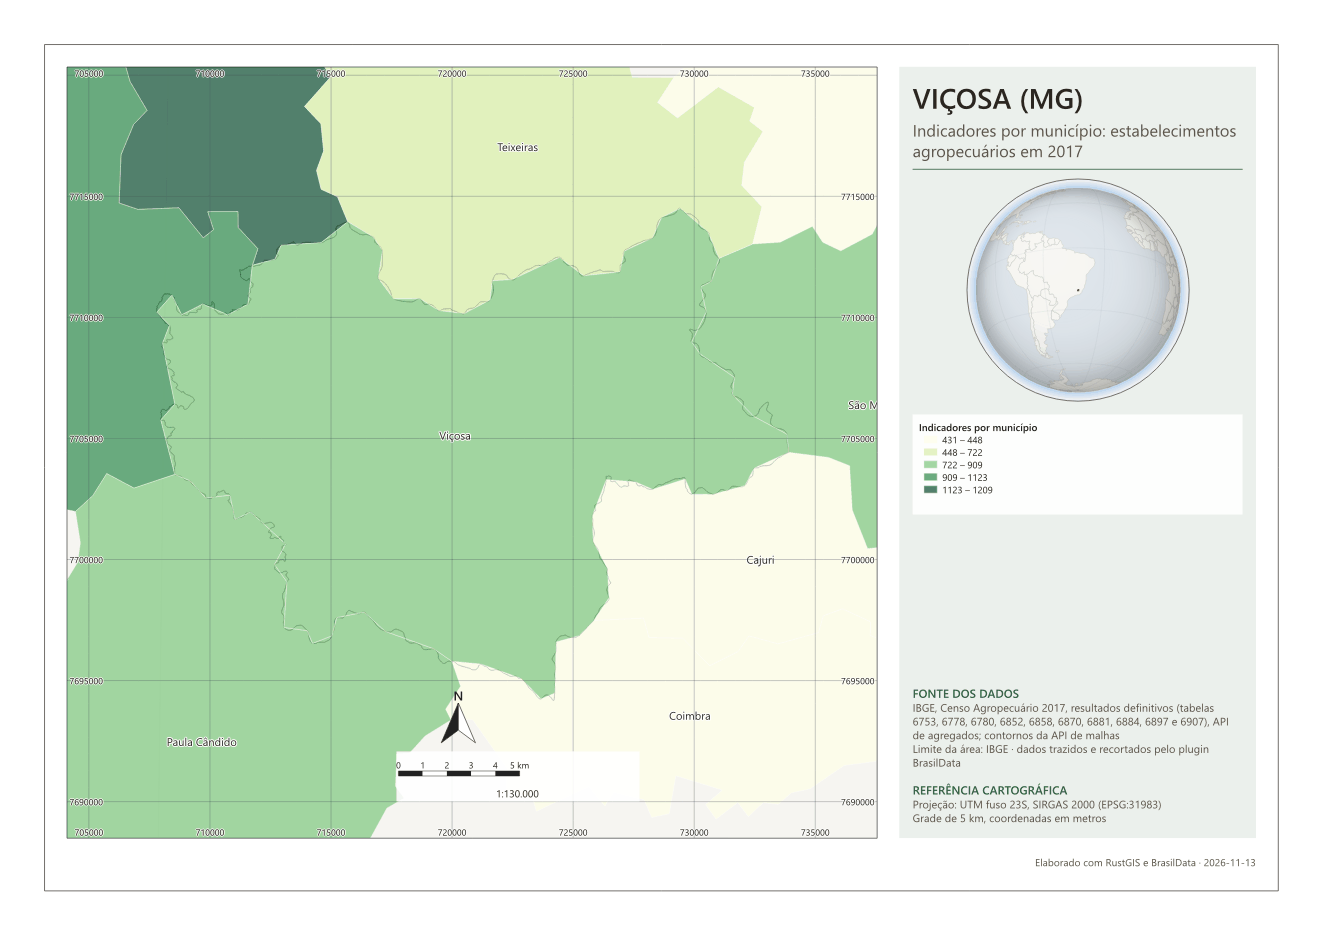 705000 710000 715000 720000 725000 730000 735000
Teixeiras
7715000 7715000
7710000 7710000
São M
Viçosa
7705000 7705000
Cajuri
7700000 7700000
7695000 7695000
N
Coimbra
Paula Cândido
0 1 2 3 4 5 km
1:130.000
7690000 7690000
705000 710000 715000 720000 725000 730000 735000
VIÇOSA (MG)
Indicadores por município: estabelecimentos
agropecuários em 2017
Indicadores por município
431 – 448
448 – 722
722 – 909
909 – 1123
1123 – 1209
FONTE DOS DADOS
IBGE, Censo Agropecuário 2017, resultados definitivos (tabelas
6753, 6778, 6780, 6852, 6858, 6870, 6881, 6884, 6897 e 6907), API
de agregados; contornos da API de malhas
Limite da área: IBGE · dados trazidos e recortados pelo plugin
BrasilData
REFERÊNCIA CARTOGRÁFICA
Projeção: UTM fuso 23S, SIRGAS 2000 (EPSG:31983)
Grade de 5 km, coordenadas em metros
Elaborado com RustGIS e BrasilData · 2026-11-13